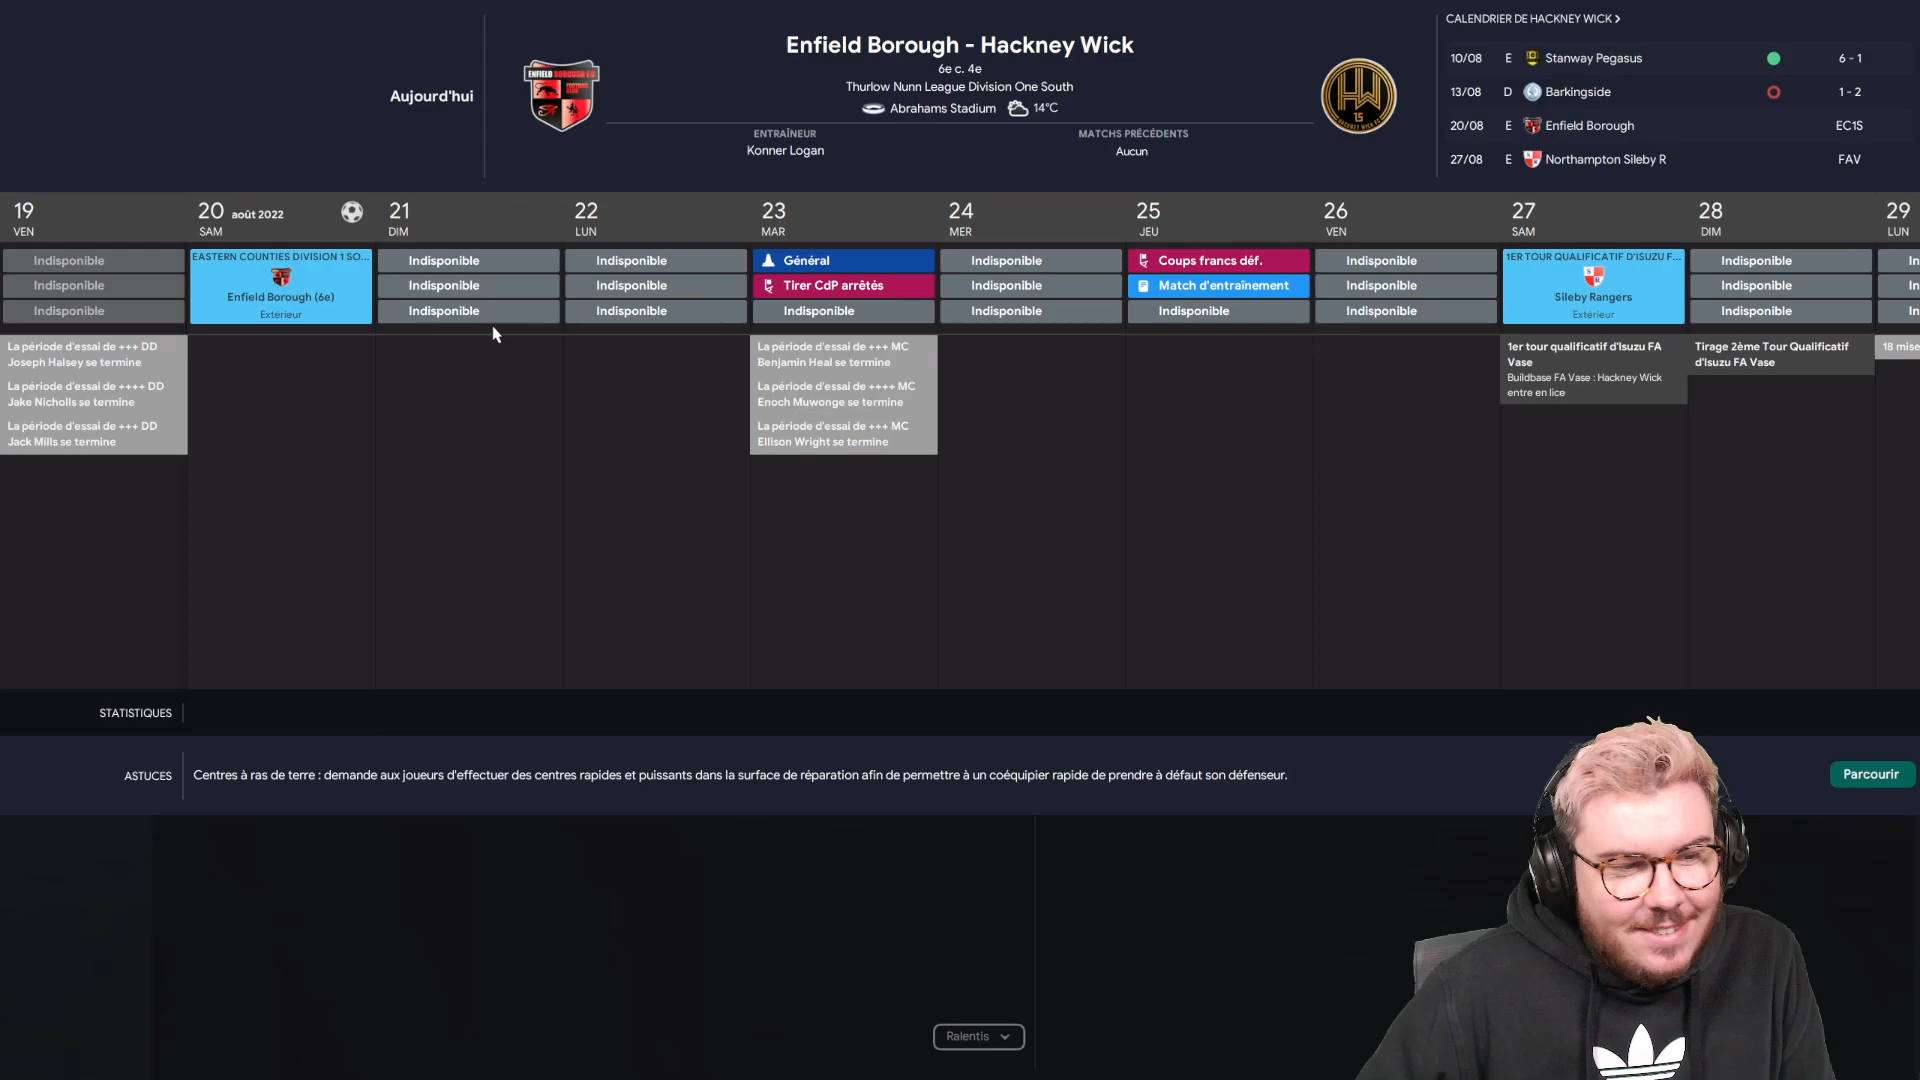 Aujourd'hui
ENFIELD BOROUGH F.C
Enfield Borough - Hackney Wick
6e c. 4e
Thurlow Nunn League Division One South
Abrahams Stadium 14°C
ENTRAÎNEUR
Konner Logan
MATCHS PRÉCÉDENTS
Aucun
HW
15
CALENDRIER DE HACKNEY WICK >
10/08 E Stanway Pegasus 6 - 1
13/08 D Barkingside 1 - 2
20/08 E Enfield Borough EC1S
27/08 E Northampton Sileby R FAV
19 VEN
20 août 2022 SAM
21 DIM
22 LUN
23 MAR
24 MER
25 JEU
26 VEN
27 SAM
28 DIM
29 LUN
Indisponible
Indisponible
Indisponible
EASTERN COUNTIES DIVISION 1 SO...
Enfield Borough (6e)
Extérieur
Indisponible
Indisponible
Indisponible
Indisponible
Indisponible
Indisponible
Général
Tirer CdP arrêtés
Indisponible
Indisponible
Indisponible
Indisponible
Coups francs déf.
Match d'entraînement
Indisponible
Indisponible
Indisponible
Indisponible
1ER TOUR QUALIFICATIF D'ISUZU F...
Sileby Rangers
Extérieur
Indisponible
Indisponible
Indisponible
In
In
In
La période d'essai de +++ DD
Joseph Halsey se termine
La période d'essai de ++++ DD
Jake Nicholls se termine
La période d'essai de +++ DD
Jack Mills se termine
La période d'essai de +++ MC
Benjamin Heal se termine
La période d'essai de ++++ MC
Enoch Muwonge se termine
La période d'essai de +++ MC
Ellison Wright se termine
1er tour qualificatif d'Isuzu FA
Vase
Buildbase FA Vase : Hackney Wick
entre en lice
Tirage 2ème Tour Qualificatif
d'Isuzu FA Vase
18 mise
STATISTIQUES
ASTUCES
Centres à ras de terre : demande aux joueurs d'effectuer des centres rapides et puissants dans la surface de réparation afin de permettre à un coéquipier rapide de prendre à défaut son défenseur.
Parcourir
Ralentis